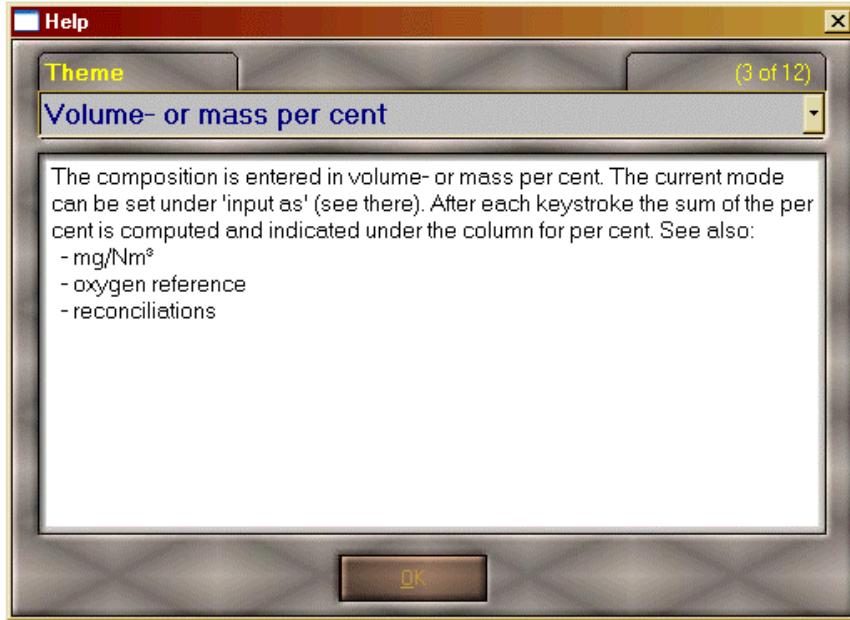 Help
Theme
(3 of 12)
Volume- or mass per cent
The composition is entered in volume- or mass per cent. The current mode
can be set under 'input as' (see there). After each keystroke the sum of the per
cent is computed and indicated under the column for per cent. See also:
- mg/Nm³
- oxygen reference
- reconciliations
OK